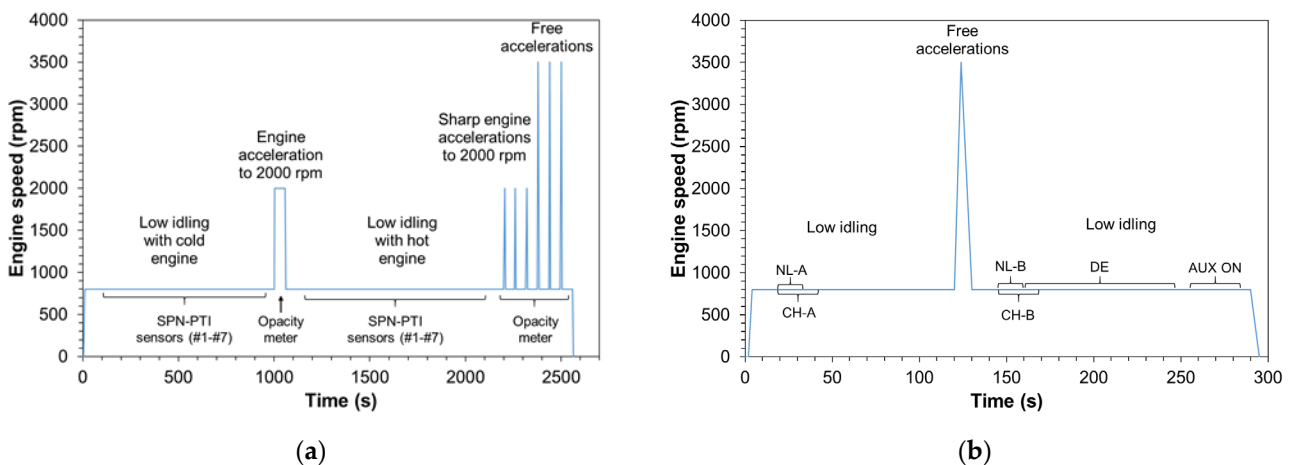 Engine speed (rpm)
4000
3500
3000
2500
2000
1500
1000
500
0
Free
accelerations
Sharp engine
accelerations
to 2000 rpm
Engine
acceleration
to 2000 rpm
Low idling
with cold
engine
Low idling
with hot
engine
SPN-PTI
sensors (#1-#7)
Opacity
meter
SPN-PTI
sensors (#1-#7)
Opacity
meter
0 500 1000 1500 2000 2500
Time (s)
(a)
Engine speed (rpm)
4000
3500
3000
2500
2000
1500
1000
500
0
Free
accelerations
Low idling
Low idling
NL-A
CH-A
NL-B
DE
AUX ON
CH-B
0 50 100 150 200 250 300
Time (s)
(b)